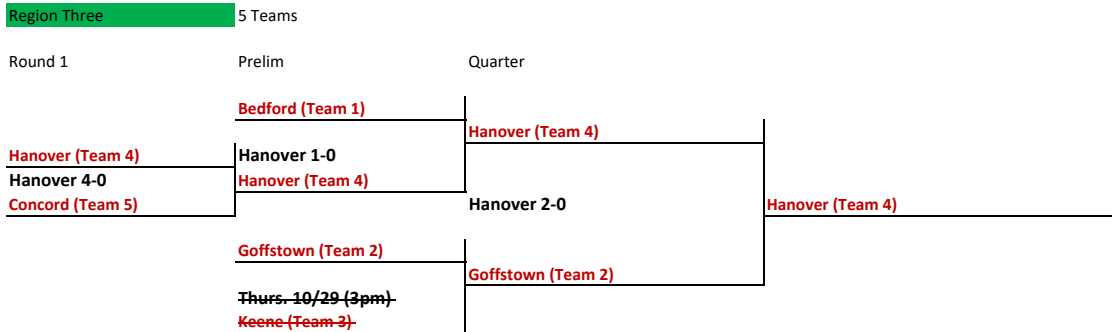 Region Three 5 Teams
Round 1 Prelim Quarter
Bedford (Team 1)
Hanover (Team 4)
Hanover (Team 4) Hanover 1-0
Hanover 4-0 Hanover (Team 4)
Concord (Team 5) Hanover 2-0 Hanover (Team 4)
Goffstown (Team 2)
Goffstown (Team 2)
Thurs. 10/29 (3pm)
Keene (Team 3)